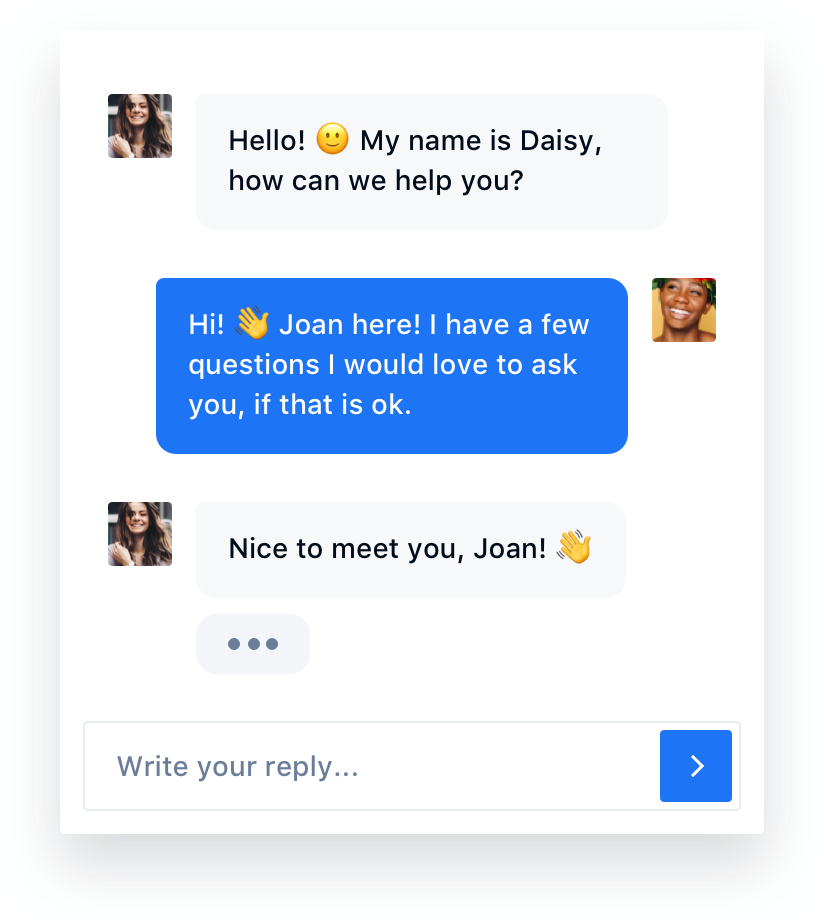 Hello! 🙂 My name is Daisy,
how can we help you?
Hi! 👋 Joan here! I have a few
questions I would love to ask
you, if that is ok.
Nice to meet you, Joan! 👋
Write your reply...